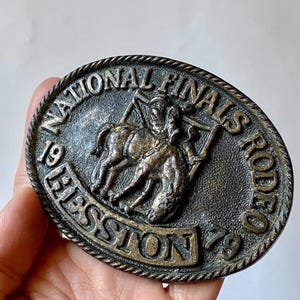 NATIONAL FINALS RODEO
19 79
HESSTON